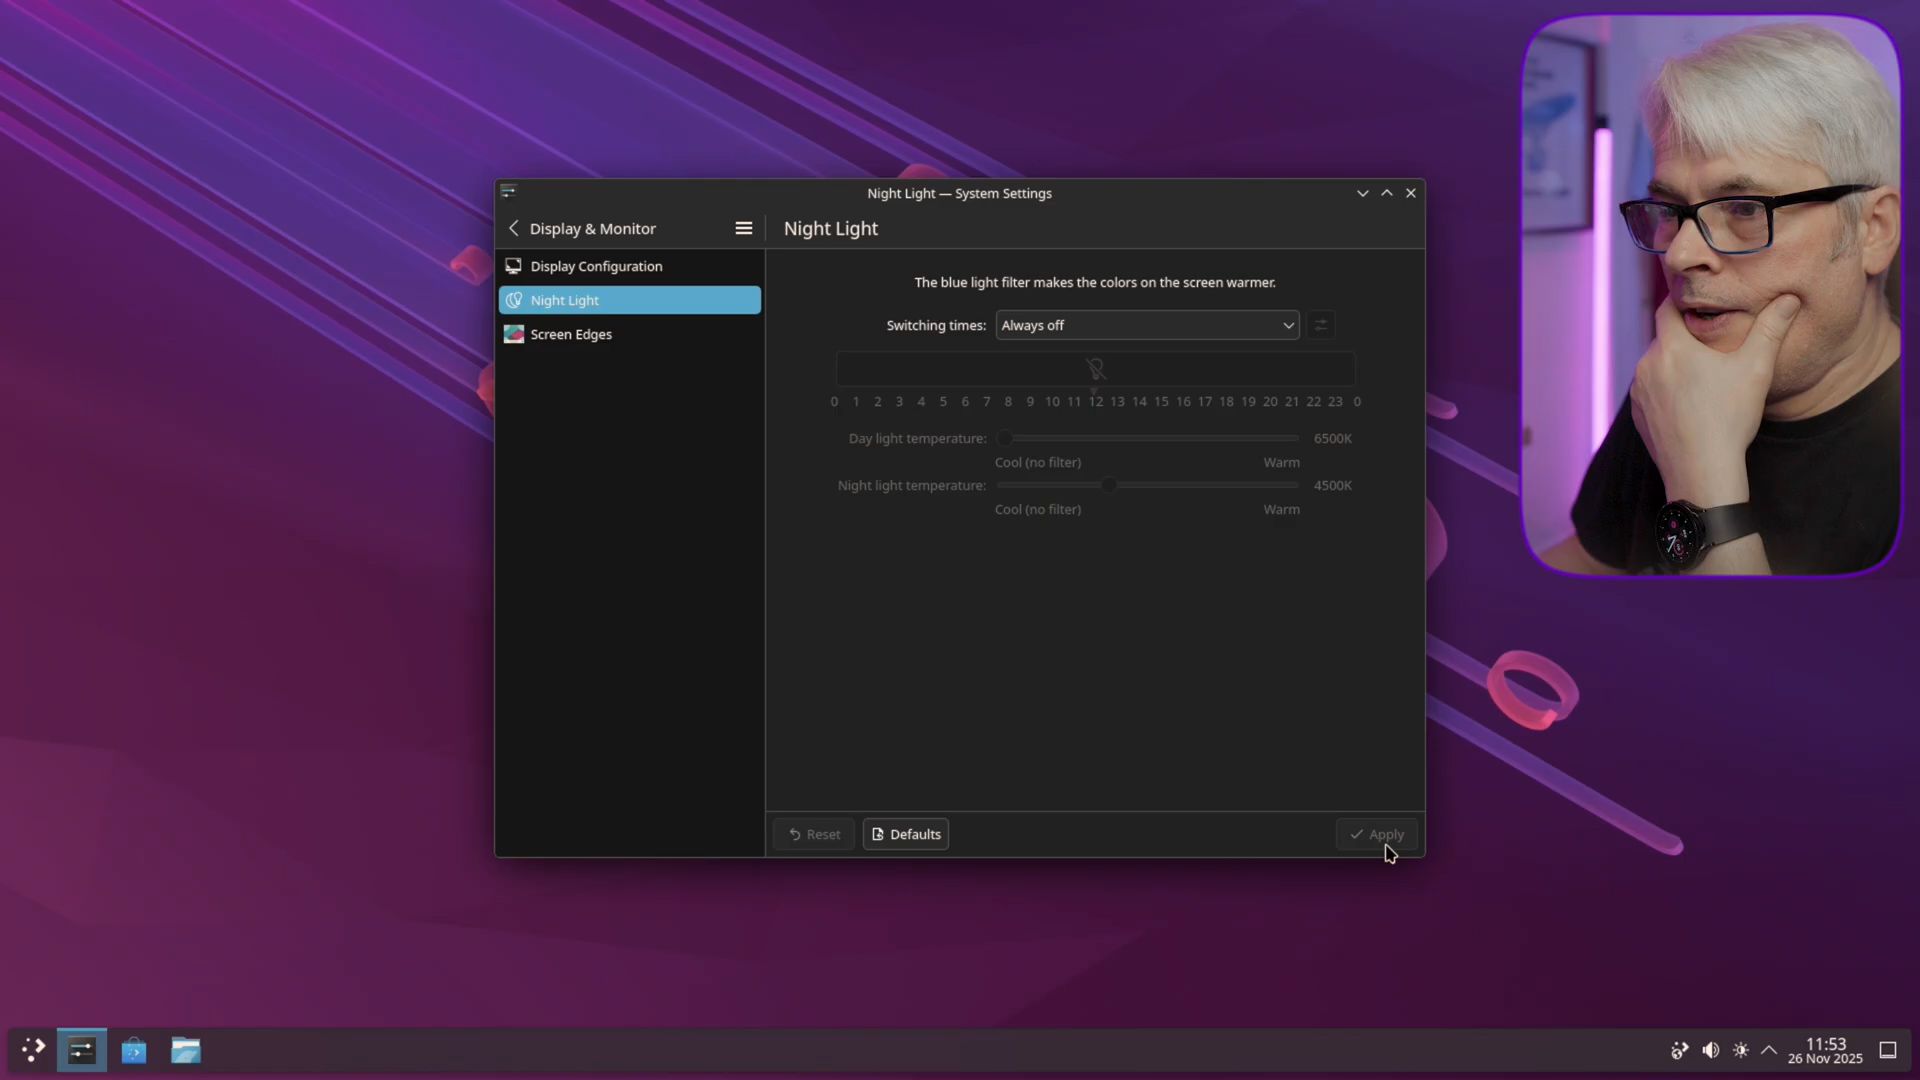 Night Light — System Settings
Display & Monitor
Night Light
Display Configuration
Night Light
Screen Edges
The blue light filter makes the colors on the screen warmer.
Switching times: Always off
0 1 2 3 4 5 6 7 8 9 10 11 12 13 14 15 16 17 18 19 20 21 22 23 0
Day light temperature: 6500K
Cool (no filter) Warm
Night light temperature: 4500K
Cool (no filter) Warm
Reset Defaults Apply
11:53
26 Nov 2025